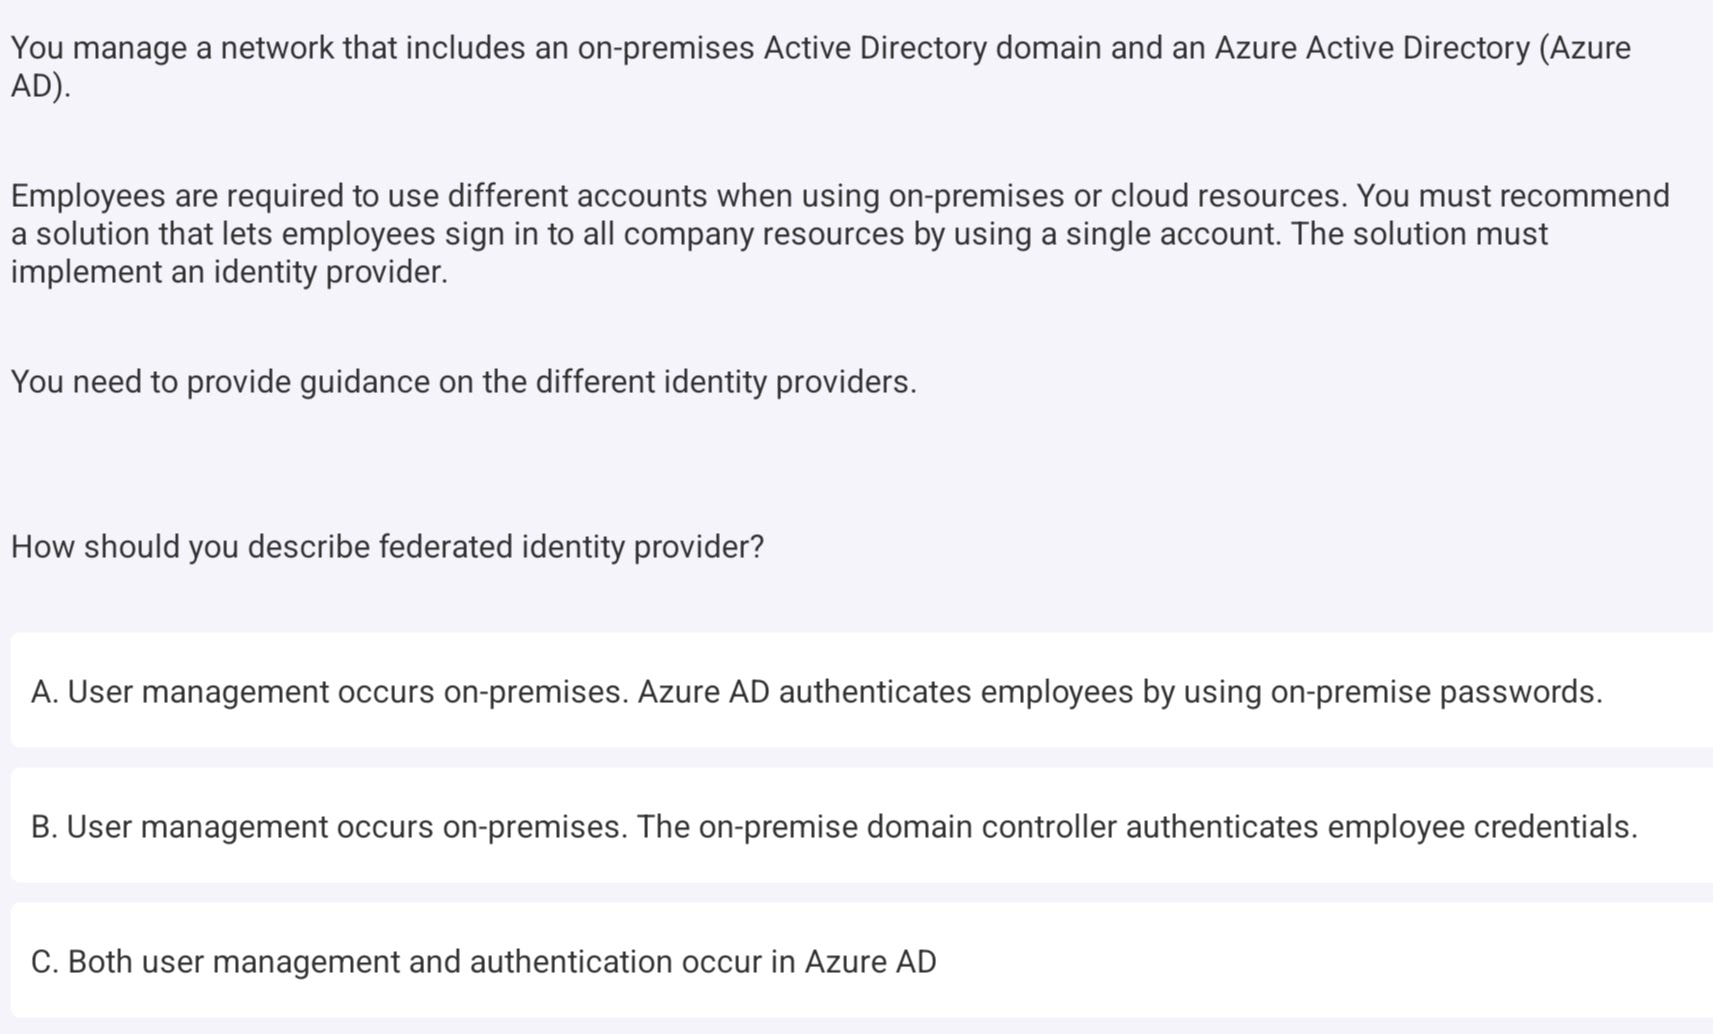 You manage a network that includes an on-premises Active Directory domain and an Azure Active Directory (Azure
AD).
Employees are required to use different accounts when using on-premises or cloud resources. You must recommend
a solution that lets employees sign in to all company resources by using a single account. The solution must
implement an identity provider.
You need to provide guidance on the different identity providers.
How should you describe federated identity provider?
A. User management occurs on-premises. Azure AD authenticates employees by using on-premise passwords.
B. User management occurs on-premises. The on-premise domain controller authenticates employee credentials.
C. Both user management and authentication occur in Azure AD